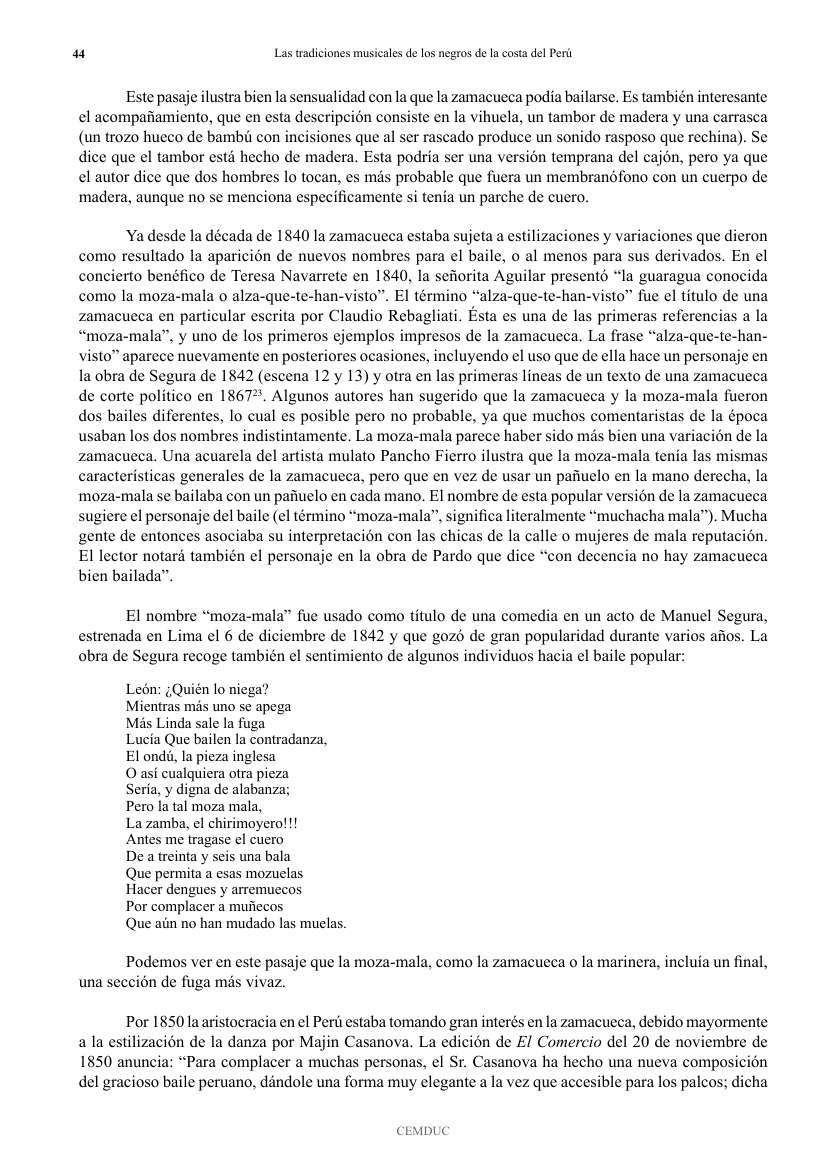 44
Las tradiciones musicales de los negros de la costa del Perú
Este pasaje ilustra bien la sensualidad con la que la zamacueca podía bailarse. Es también interesante
el acompañamiento, que en esta descripción consiste en la vihuela, un tambor de madera y una carrasca
(un trozo hueco de bambú con incisiones que al ser rascado produce un sonido rasposo que rechina). Se
dice que el tambor está hecho de madera. Esta podría ser una versión temprana del cajón, pero ya que
el autor dice que dos hombres lo tocan, es más probable que fuera un membranófono con un cuerpo de
madera, aunque no se menciona específicamente si tenía un parche de cuero.
Ya desde la década de 1840 la zamacueca estaba sujeta a estilizaciones y variaciones que dieron
como resultado la aparición de nuevos nombres para el baile, o al menos para sus derivados. En el
concierto benéfico de Teresa Navarrete en 1840, la señorita Aguilar presentó “la guaragua conocida
como la moza-mala o alza-que-te-han-visto”. El término “alza-que-te-han-visto” fue el título de una
zamacueca en particular escrita por Claudio Rebagliati. Ésta es una de las primeras referencias a la
“moza-mala”, y uno de los primeros ejemplos impresos de la zamacueca. La frase “alza-que-te-han-
visto” aparece nuevamente en posteriores ocasiones, incluyendo el uso que de ella hace un personaje en
la obra de Segura de 1842 (escena 12 y 13) y otra en las primeras líneas de un texto de una zamacueca
de corte político en 1867²³. Algunos autores han sugerido que la zamacueca y la moza-mala fueron
dos bailes diferentes, lo cual es posible pero no probable, ya que muchos comentaristas de la época
usaban los dos nombres indistintamente. La moza-mala parece haber sido más bien una variación de la
zamacueca. Una acuarela del artista mulato Pancho Fierro ilustra que la moza-mala tenía las mismas
características generales de la zamacueca, pero que en vez de usar un pañuelo en la mano derecha, la
moza-mala se bailaba con un pañuelo en cada mano. El nombre de esta popular versión de la zamacueca
sugiere el personaje del baile (el término “moza-mala”, significa literalmente “muchacha mala”). Mucha
gente de entonces asociaba su interpretación con las chicas de la calle o mujeres de mala reputación.
El lector notará también el personaje en la obra de Pardo que dice “con decencia no hay zamacueca
bien bailada”.
El nombre “moza-mala” fue usado como título de una comedia en un acto de Manuel Segura,
estrenada en Lima el 6 de diciembre de 1842 y que gozó de gran popularidad durante varios años. La
obra de Segura recoge también el sentimiento de algunos individuos hacia el baile popular:
León: ¿Quién lo niega?
Mientras más uno se apega
Más Linda sale la fuga
Lucía Que bailen la contradanza,
El ondú, la pieza inglesa
O así cualquiera otra pieza
Sería, y digna de alabanza;
Pero la tal moza mala,
La zamba, el chirimoyero!!!
Antes me tragase el cuero
De a treinta y seis una bala
Que permita a esas mozuelas
Hacer dengues y arremuecos
Por complacer a muñecos
Que aún no han mudado las muelas.
Podemos ver en este pasaje que la moza-mala, como la zamacueca o la marinera, incluía un final,
una sección de fuga más vivaz.
Por 1850 la aristocracia en el Perú estaba tomando gran interés en la zamacueca, debido mayormente
a la estilización de la danza por Majin Casanova. La edición de El Comercio del 20 de noviembre de
1850 anuncia: “Para complacer a muchas personas, el Sr. Casanova ha hecho una nueva composición
del gracioso baile peruano, dándole una forma muy elegante a la vez que accesible para los palcos; dicha
CEMDUC